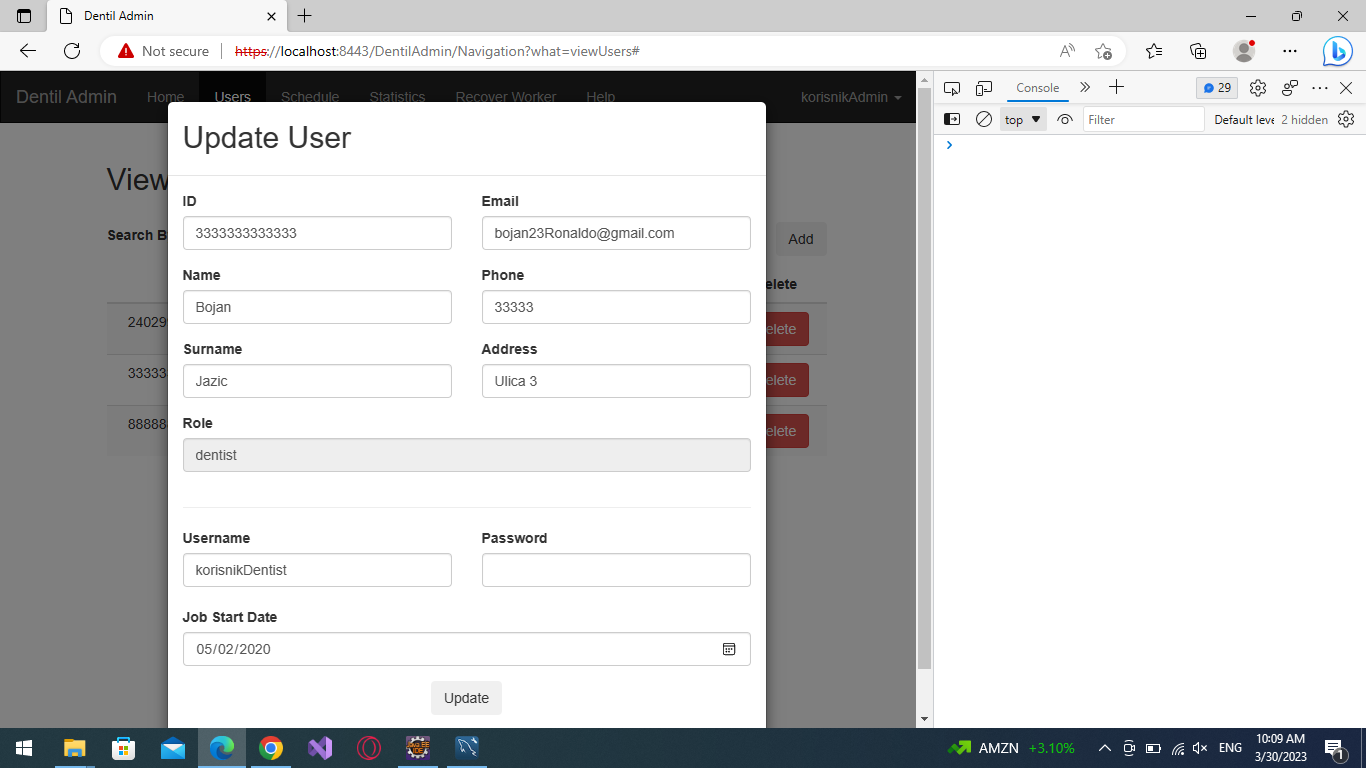 Dentil Admin
Not secure https://localhost:8443/DentilAdmin/Navigation?what=viewUsers#
Dentil Admin Home Users Schedule Statistics Recover Worker Help korisnikAdmin
Console 29
top Filter Default leve 2 hidden
Update User
View
ID Email
3333333333333 bojan23Ronaldo@gmail.com
Search B Add
Name Phone
elete
Bojan 33333
24029 elete
Surname Address
33333 Jazic Ulica 3 elete
Role
88888 elete
dentist
Username Password
korisnikDentist
Job Start Date
05/02/2020
Update
AMZN +3.10% ENG 10:09 AM
3/30/2023
1
JAVA EE
IDE